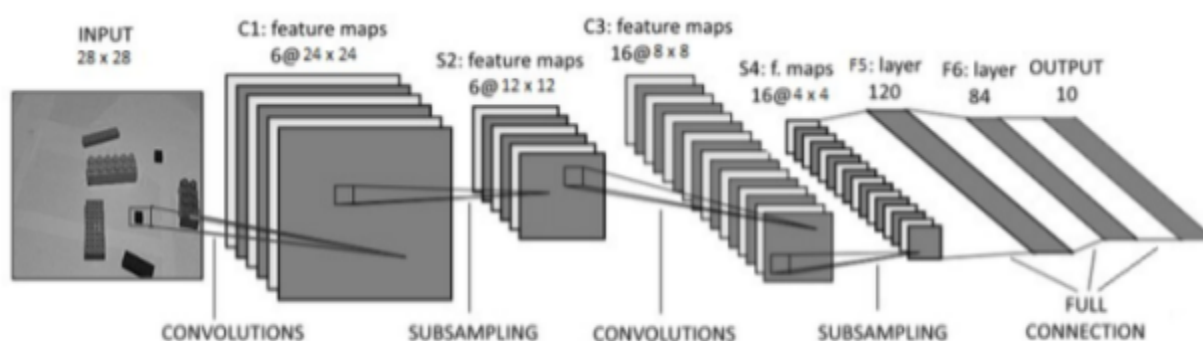 INPUT
28 x 28
C1: feature maps
6@ 24 x 24
S2: feature maps
6@ 12 x 12
C3: feature maps
16@ 8 x 8
S4: f. maps
16@ 4 x 4
F5: layer
120
F6: layer
84
OUTPUT
10
CONVOLUTIONS
SUBSAMPLING
CONVOLUTIONS
SUBSAMPLING
FULL
CONNECTION